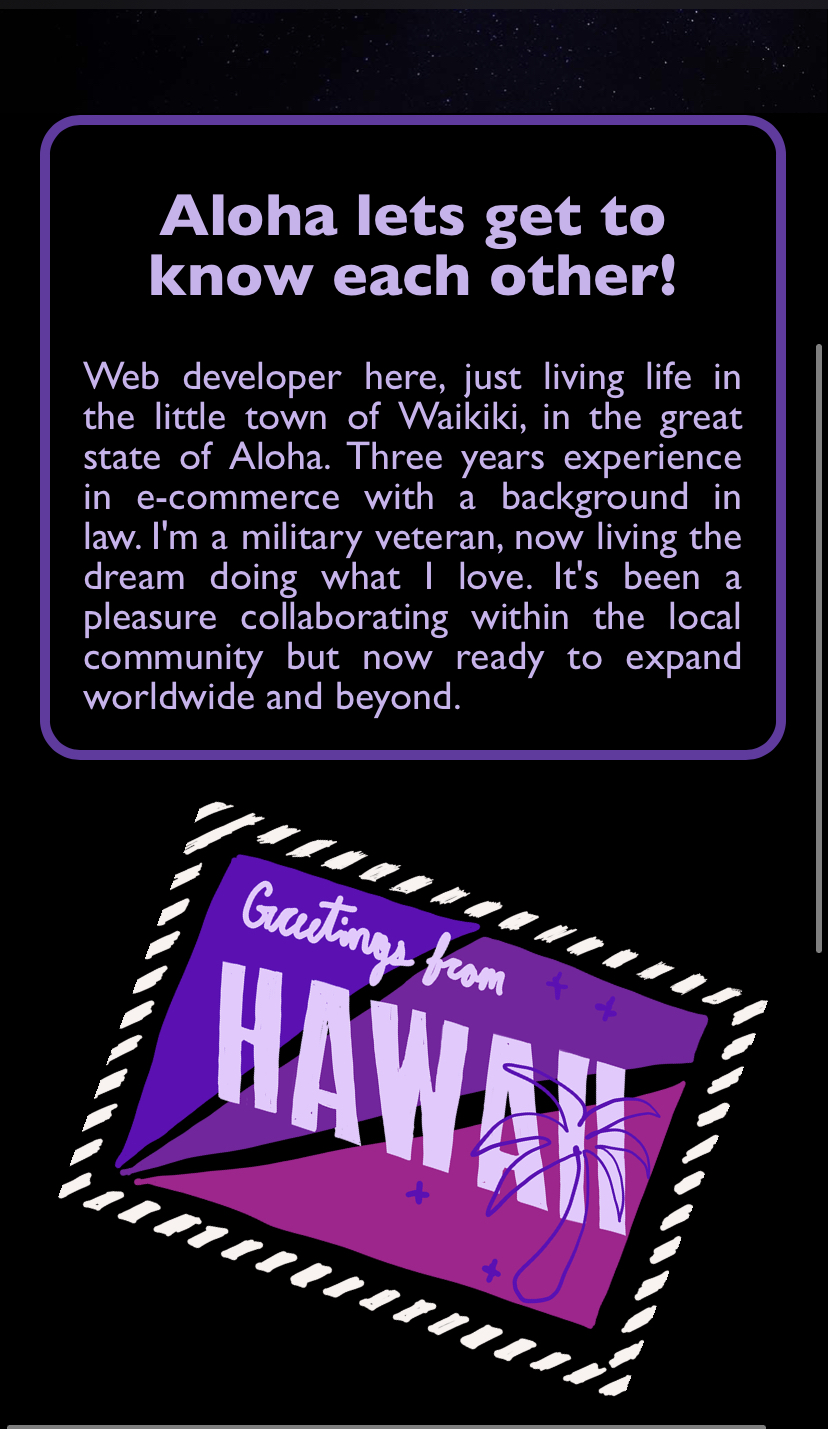 Aloha lets get to
know each other!
Web developer here, just living life in
the little town of Waikiki, in the great
state of Aloha. Three years experience
in e-commerce with a background in
law. I'm a military veteran, now living the
dream doing what I love. It's been a
pleasure collaborating within the local
community but now ready to expand
worldwide and beyond.
Greetings from
HAWAII